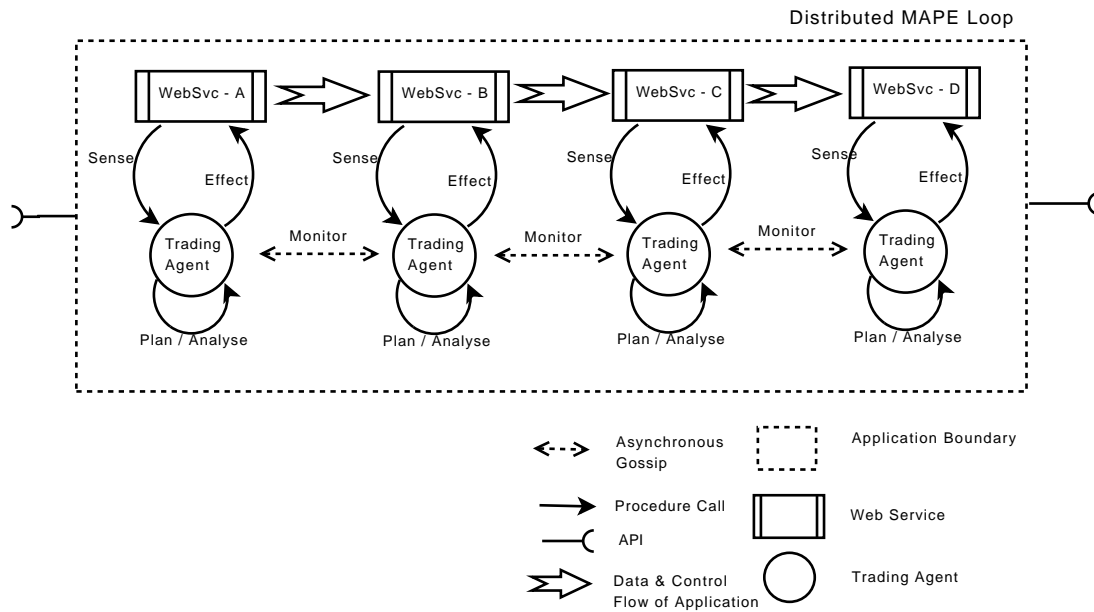 Distributed MAPE Loop
WebSvc - A
WebSvc - B
WebSvc - C
WebSvc - D
Sense
Effect
Sense
Effect
Sense
Effect
Sense
Effect
Trading
Agent
Monitor
Trading
Agent
Monitor
Trading
Agent
Monitor
Trading
Agent
Plan / Analyse
Plan / Analyse
Plan / Analyse
Plan / Analyse
Asynchronous
Gossip
Application Boundary
Procedure Call
Web Service
API
Data & Control
Flow of Application
Trading Agent